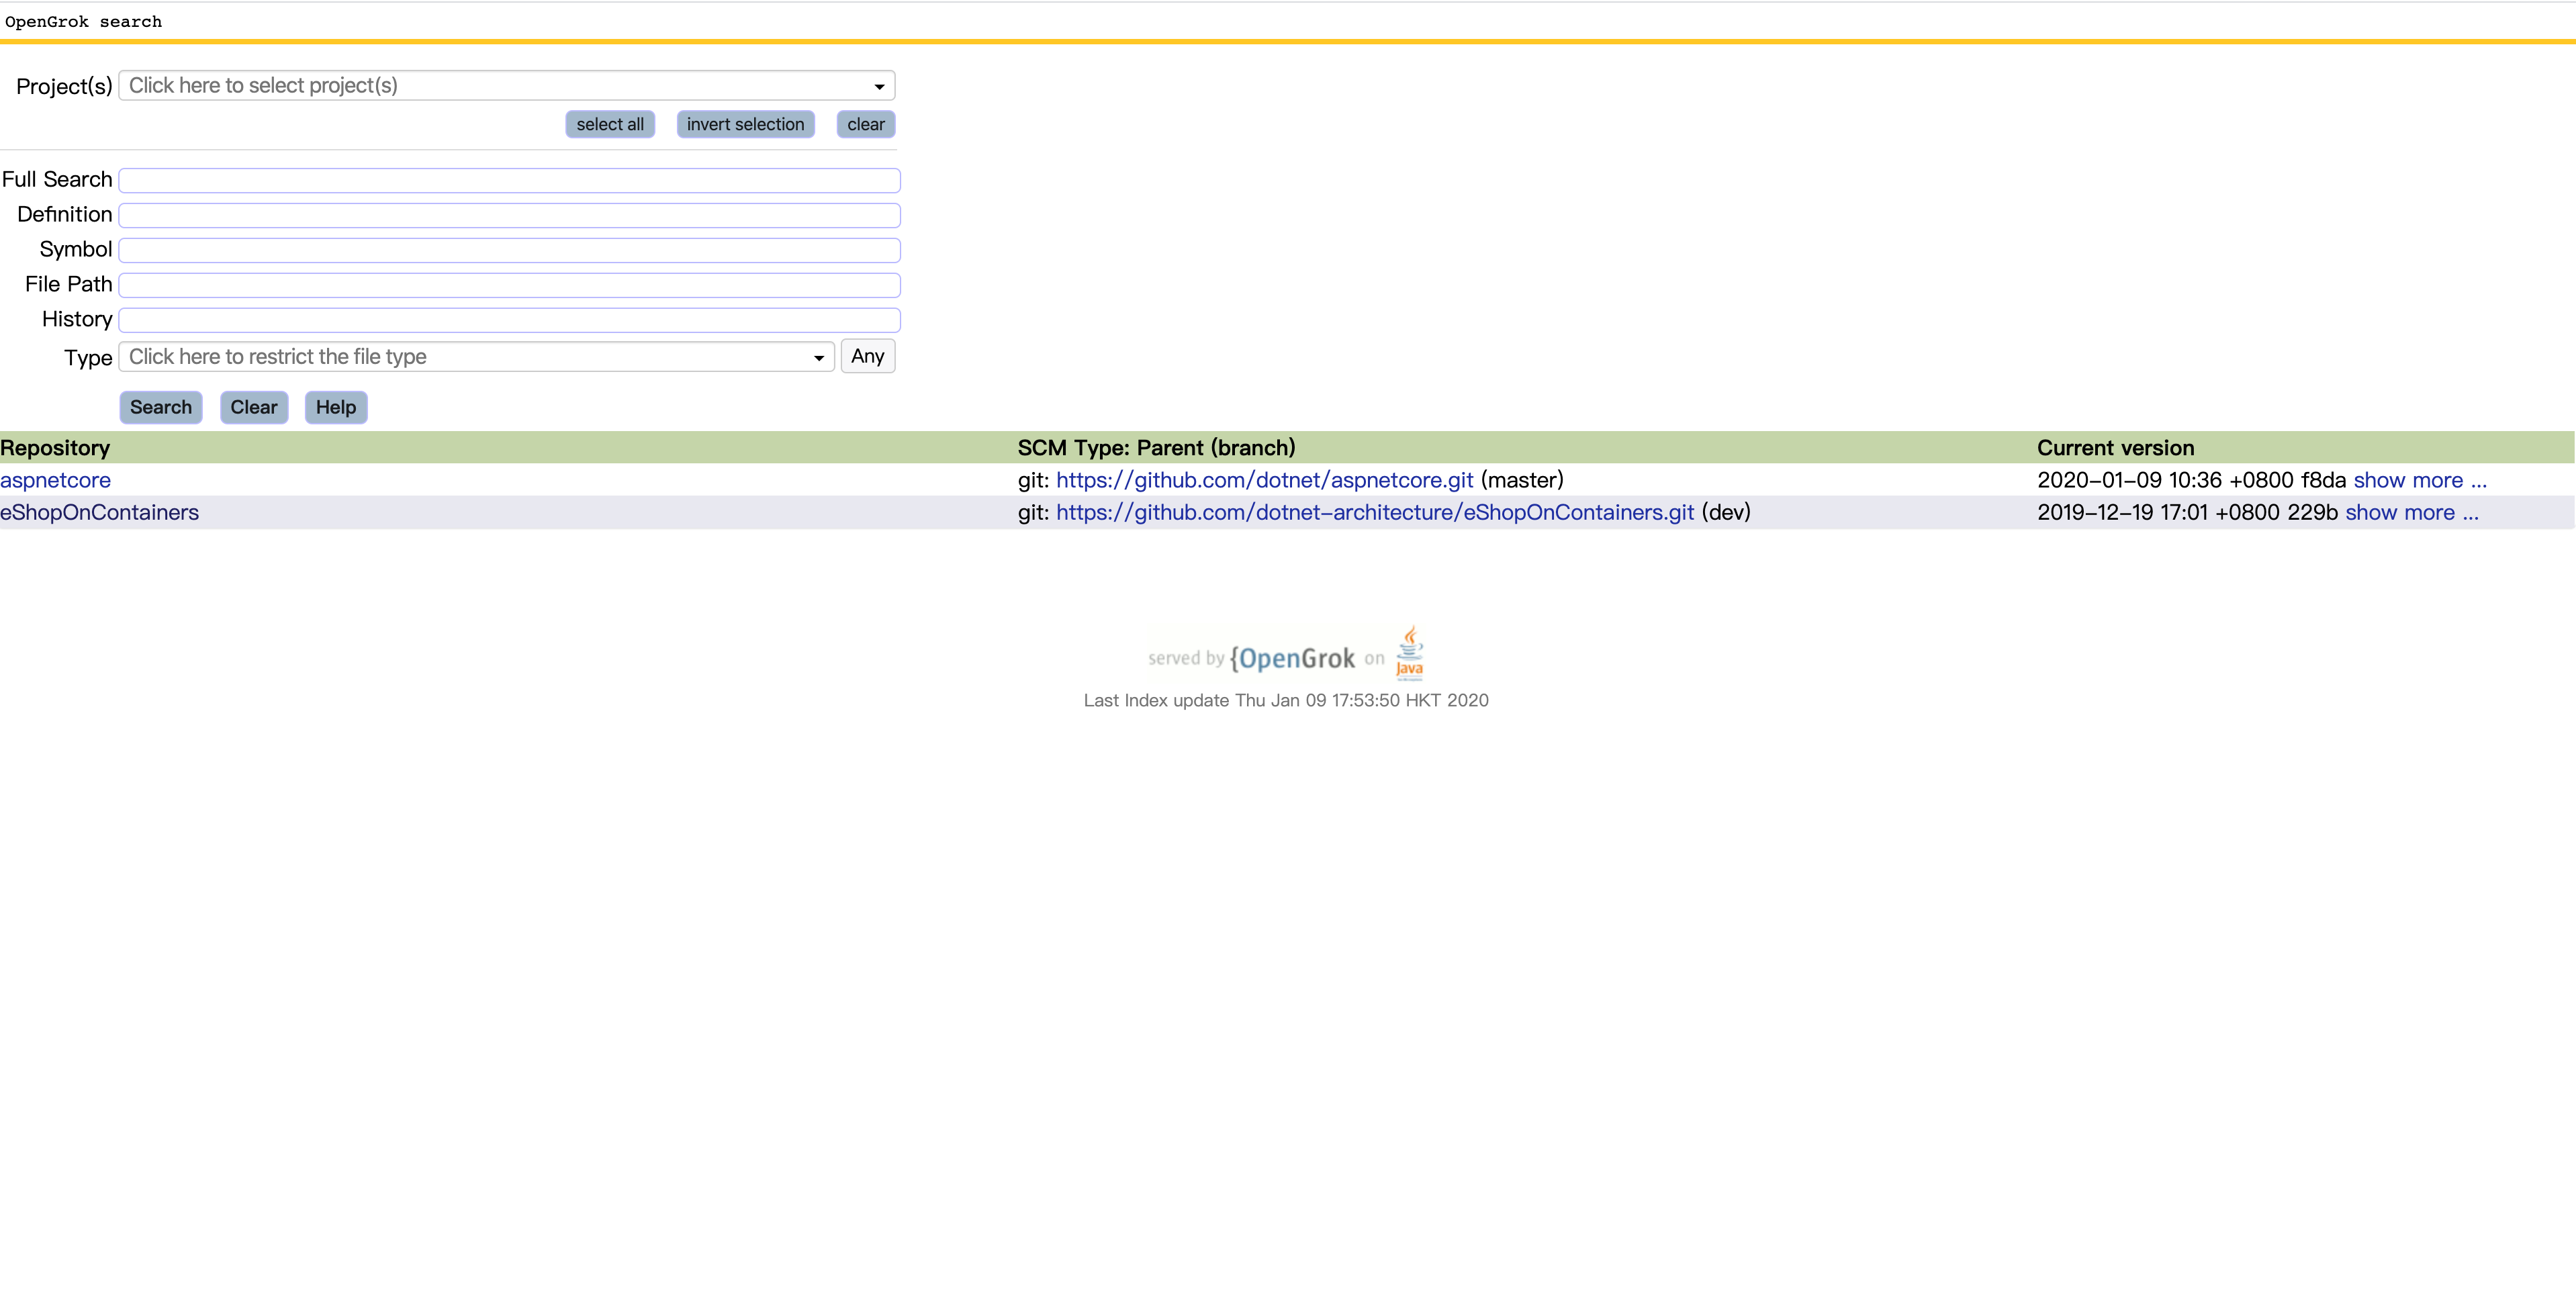 OpenGrok search
Project(s) Click here to select project(s)
select all invert selection clear
Full Search
Definition
Symbol
File Path
History
Type Click here to restrict the file type Any
Search Clear Help
Repository SCM Type: Parent (branch) Current version
aspnetcore git: https://github.com/dotnet/aspnetcore.git (master) 2020-01-09 10:36 +0800 f8da show more ...
eShopOnContainers git: https://github.com/dotnet-architecture/eShopOnContainers.git (dev) 2019-12-19 17:01 +0800 229b show more ...
served by {OpenGrok on Java
Last Index update Thu Jan 09 17:53:50 HKT 2020